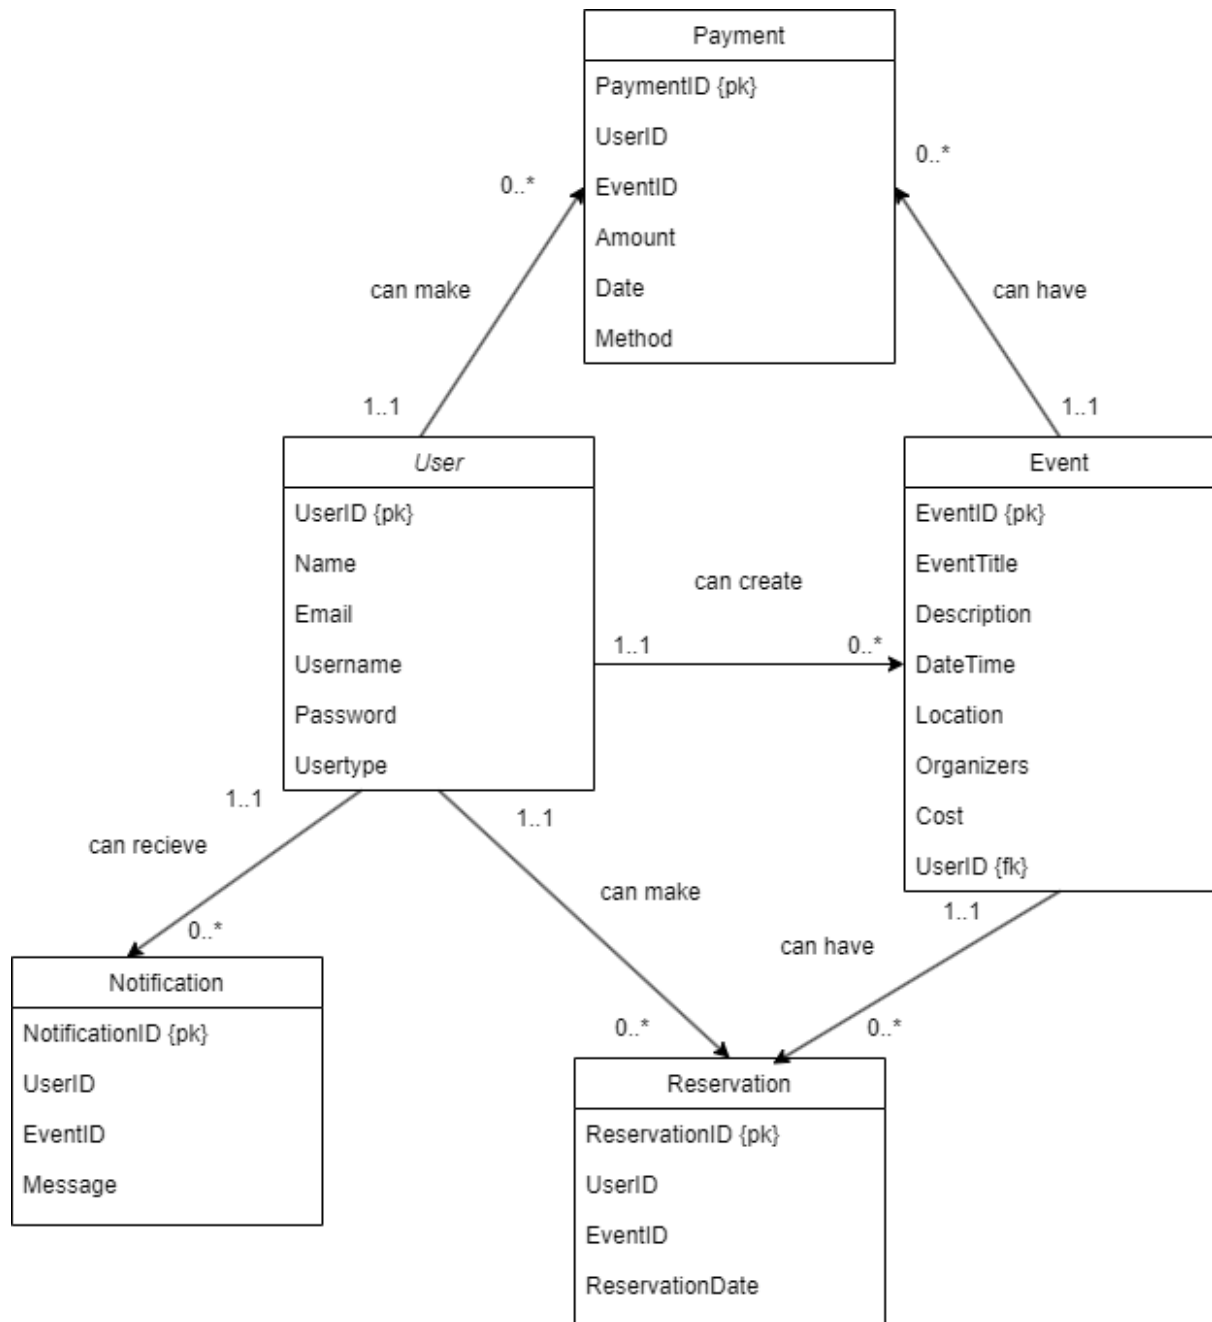 Payment
PaymentID {pk}
UserID
EventID
Amount
Date
Method
0..*
0..*
can make
can have
1..1
1..1
User
UserID {pk}
Name
Email
Username
Password
Usertype
can create
1..1
0..*
Event
EventID {pk}
EventTitle
Description
DateTime
Location
Organizers
Cost
UserID {fk}
1..1
can recieve
0..*
1..1
can make
0..*
1..1
can have
0..*
Notification
NotificationID {pk}
UserID
EventID
Message
Reservation
ReservationID {pk}
UserID
EventID
ReservationDate